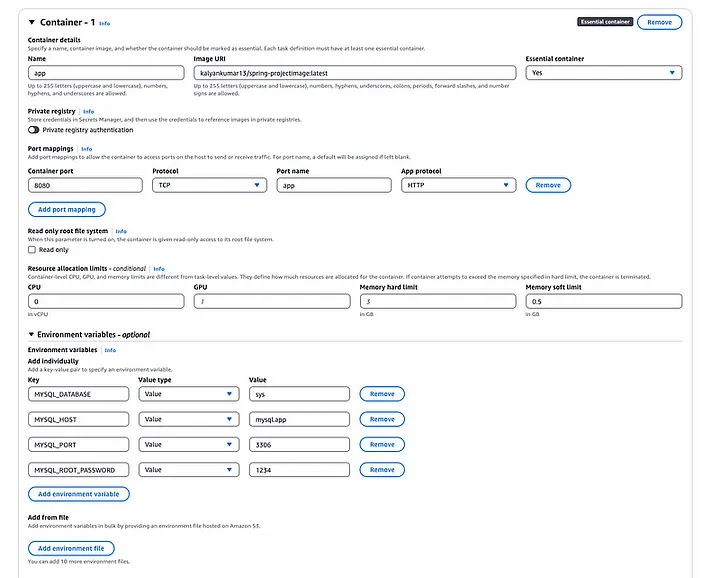 ▼ Container - 1 Info Essential container Remove
Container details
Specify a name, container image, and whether the container should be marked as essential. Each task definition must have at least one essential container.
Name Image URI Essential container
app kalyankumar13/spring-projectimage:latest Yes
Up to 255 letters (uppercase and lowercase), numbers, Up to 255 letters (uppercase and lowercase), numbers, hyphens, underscores, colons, periods, forward slashes, and number
hyphens, and underscores are allowed. signs are allowed.
Private registry Info
Store credentials in Secrets Manager, and then use the credentials to reference images in private registries.
Private registry authentication
Port mappings Info
Add port mappings to allow the container to access ports on the host to send or receive traffic. For port name, a default will be assigned if left blank.
Container port Protocol Port name App protocol
8080 TCP app HTTP Remove
Add port mapping
Read only root file system Info
When this parameter is turned on, the container is given read-only access to its root file system.
Read only
Resource allocation limits - conditional Info
Container-level CPU, GPU, and memory limits are different from task-level values. They define how much resources are allocated for the container. If container attempts to exceed the memory specified in hard limit, the container is terminated.
CPU GPU Memory hard limit Memory soft limit
0 1 3 0.5
in vCPU in GB in GB
▼ Environment variables - optional
Environment variables Info
Add individually
Add a key-value pair to specify an environment variable.
Key Value type Value
MYSQL_DATABASE Value sys Remove
MYSQL_HOST Value mysql.app Remove
MYSQL_PORT Value 3306 Remove
MYSQL_ROOT_PASSWORD Value 1234 Remove
Add environment variable
Add from file
Add environment variables in bulk by providing an environment file hosted on Amazon S3.
Add environment file
You can add 10 more environment files.